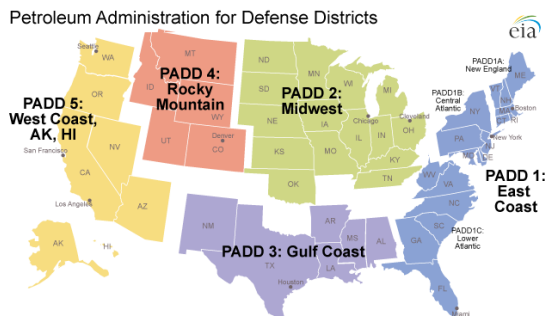 Petroleum Administration for Defense Districts
eia
Seattle
WA
OR
PADD 5:
West Coast,
AK, HI
San Francisco
NV
CA
Los Angeles
AZ
AK
HI
MT
PADD 4:
Rocky
Mountain
ID
WY
UT
Denver
CO
ND
MN
SD
WI
MI
PADD 2:
Midwest
NE
IA
Chicago
Cleveland
IL
IN
OH
KS
MO
KY
OK
TN
NM
AR
PADD 3: Gulf Coast
TX
MS
AL
LA
Houston
PADD1A:
New England
ME
VT
NH
Boston
PADD1B:
Central
Atlantic
NY
CT
RI
New York
PA
NJ
MD
DE
WV
VA
PADD 1:
East
Coast
NC
SC
PADD1C:
Lower
Atlantic
GA
FL
Miami